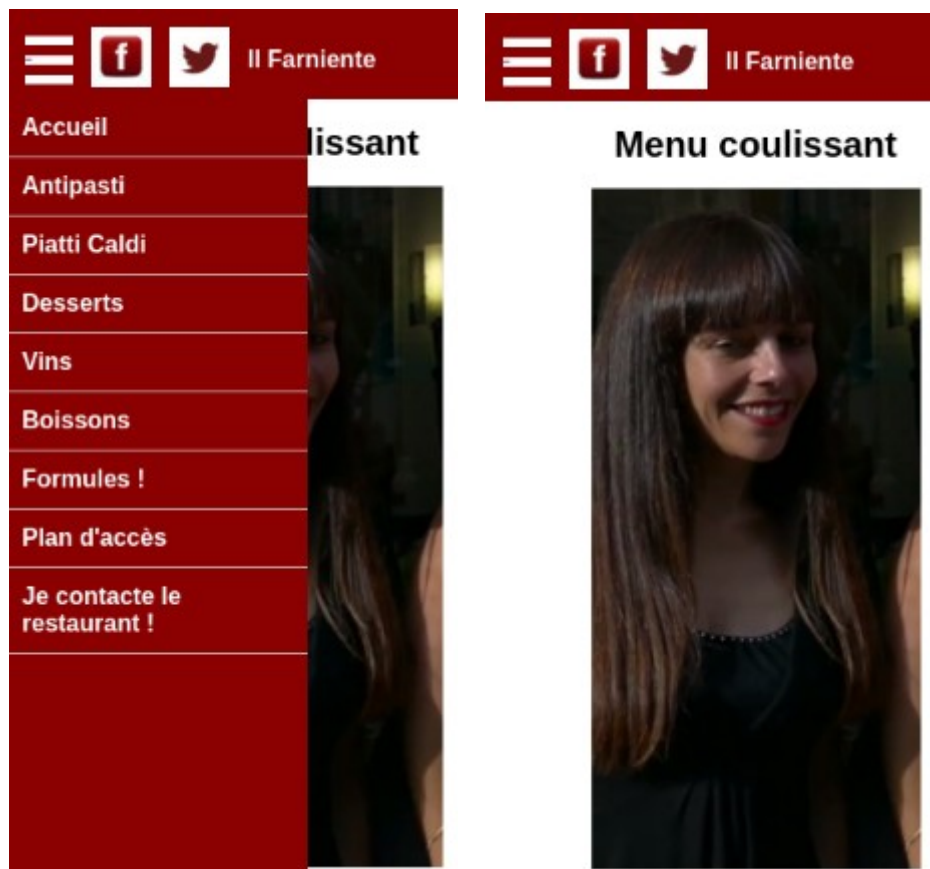 Il Farniente
lissant
Accueil
Antipasti
Piatti Caldi
Desserts
Vins
Boissons
Formules !
Plan d'accès
Je contacte le
restaurant !
Il Farniente
Menu coulissant